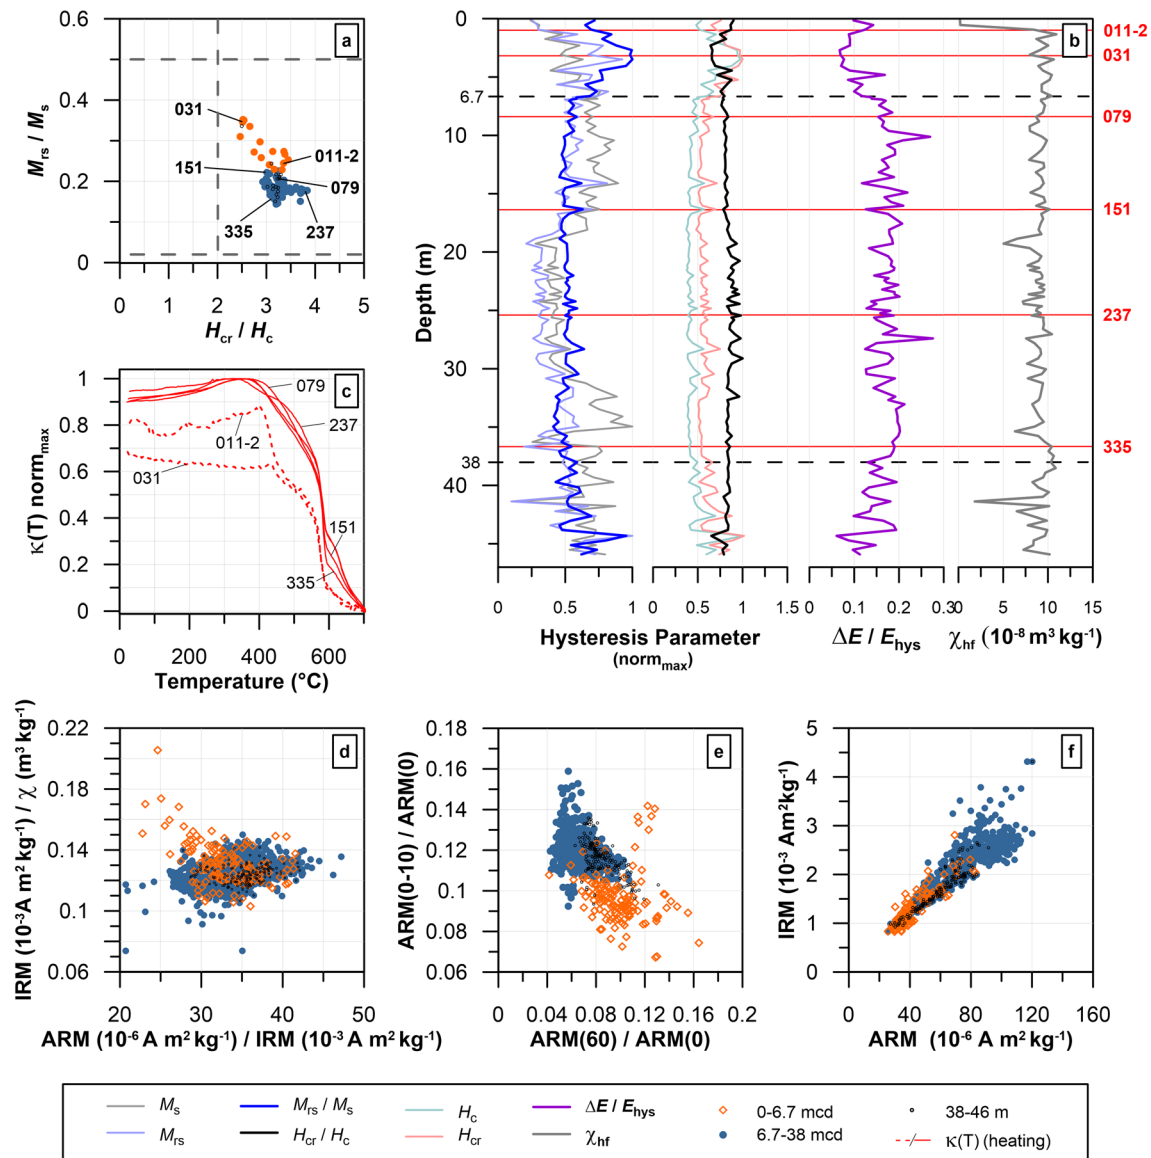 a
0.6
0.4
0.2
0
Mrs / Ms
031
151
011-2
079
335
237
0 1 2 3 4 5
Hcr / Hc
b
0
6.7
10
20
30
38
40
Depth (m)
011-2
031
079
151
237
335
0 0.5 1
0 0.5 1 1.5
0.1 0.2 0.3
0 5 10 15
Hysteresis Parameter
(normmax)
ΔE / Ehys
χhf (10-8 m3 kg-1)
c
1
0.8
0.6
0.4
0.2
0
κ(T) normmax
079
237
011-2
031
151
335
0 200 400 600
Temperature (°C)
d
0.22
0.18
0.14
0.1
0.06
IRM (10-3A m2 kg-1) / χ (m3 kg-1)
20 30 40 50
ARM (10-6 A m2 kg-1) / IRM (10-3 A m2 kg-1)
e
0.18
0.16
0.14
0.12
0.1
0.08
0.06
ARM(0-10) / ARM(0)
0 0.04 0.08 0.12 0.16 0.2
ARM(60) / ARM(0)
f
5
4
3
2
1
0
IRM (10-3 Am2kg-1)
0 40 80 120 160
ARM (10-6 A m2 kg-1)
Ms Mrs / Ms Hc ΔE / Ehys 0-6.7 mcd 38-46 m
Mrs Hcr / Hc Hcr χhf 6.7-38 mcd κ(T) (heating)